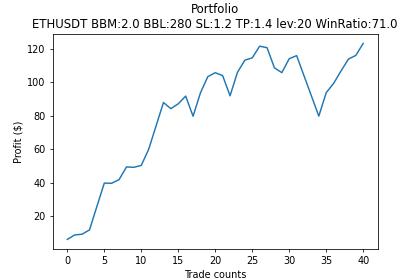 Portfolio
ETHUSDT BBM:2.0 BBL:280 SL:1.2 TP:1.4 lev:20 WinRatio:71.0
120
100
80
60
40
20
Profit ($)
0 5 10 15 20 25 30 35 40
Trade counts